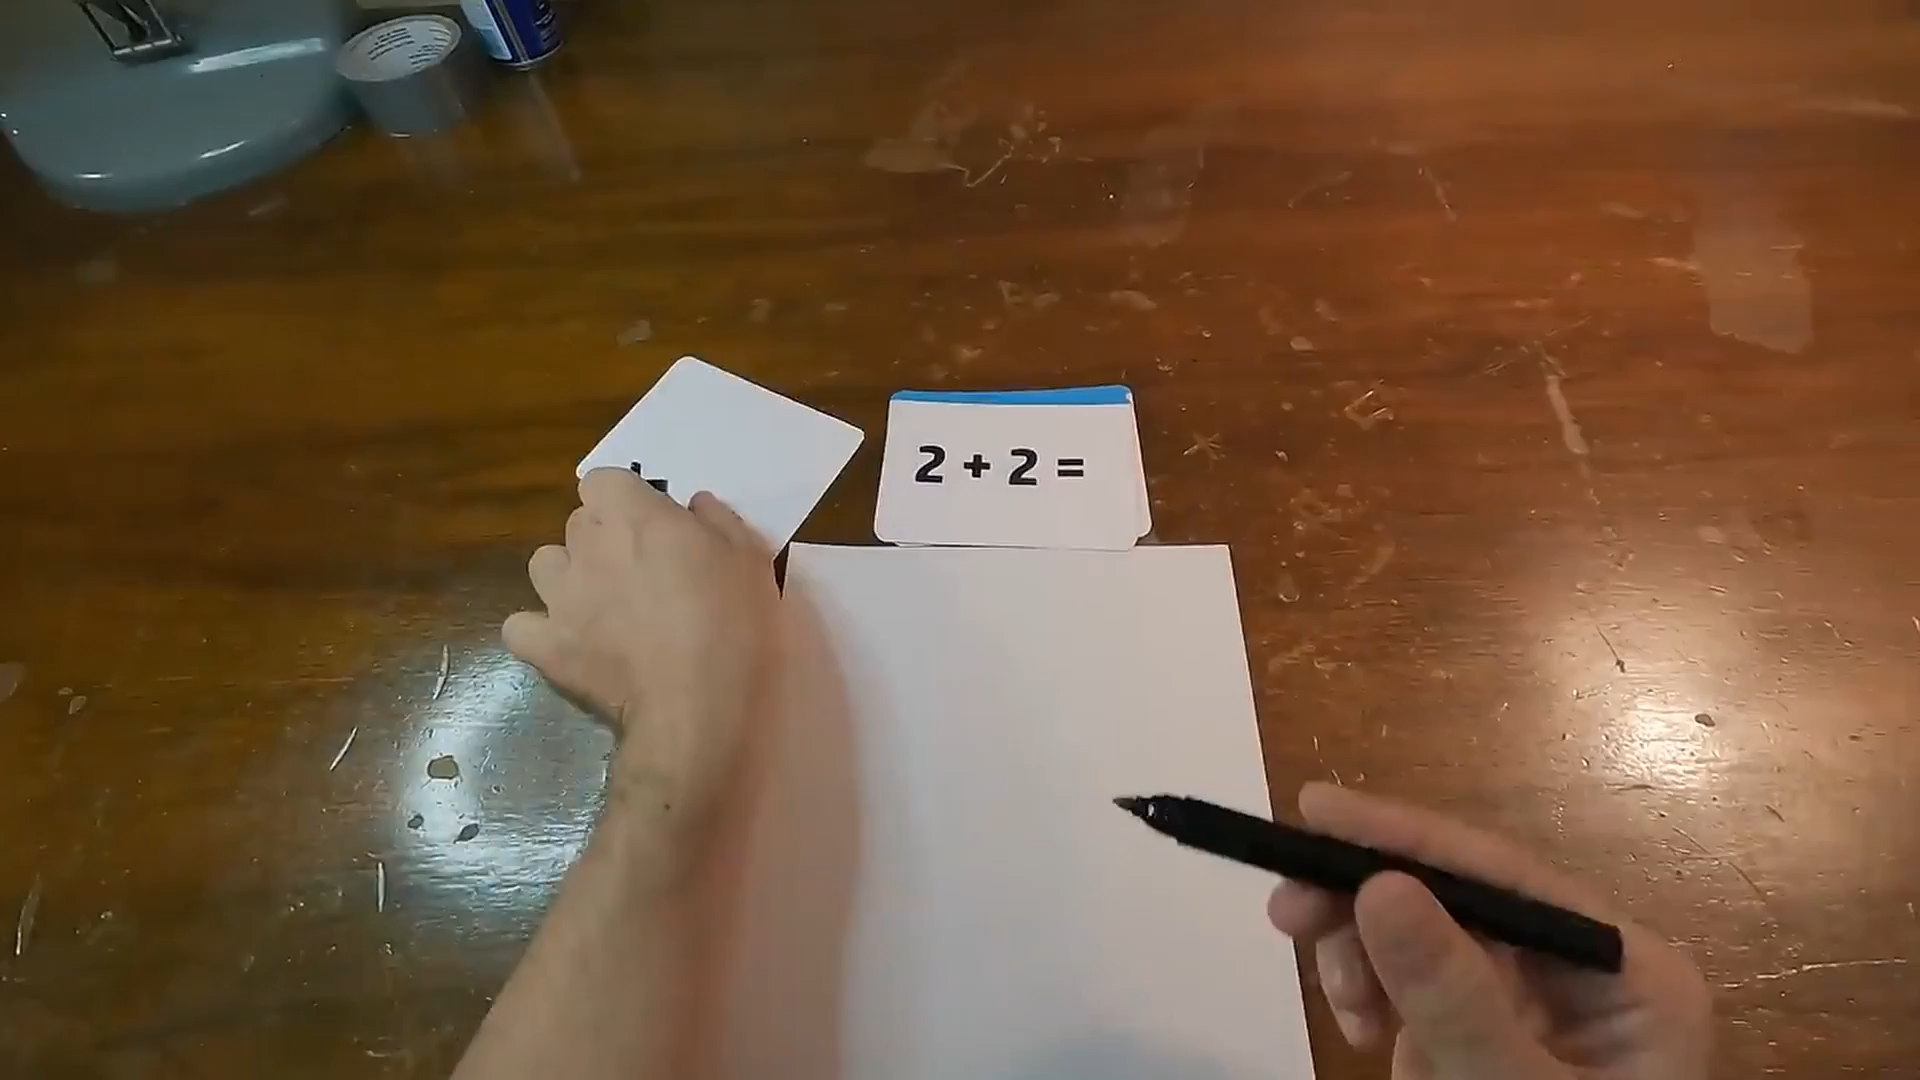 2 + 2 =